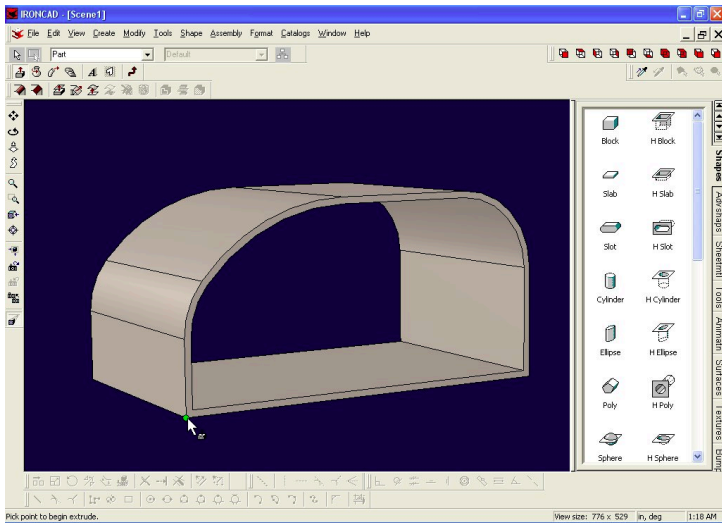 IRONCAD - [Scene1]
File Edit View Create Modify Tools Shape Assembly Format Catalogs Window Help
Part Default
Block H Block
Slab H Slab
Slot H Slot
Cylinder H Cylinder
Ellipse H Ellipse
Poly H Poly
Sphere H Sphere
Shapes
Advshaps
Sheetmtl
Tools
Animatn
Surfaces
Textures
Bump
Pick point to begin extrude.
View size: 776 x 529 in, deg 1:18 AM